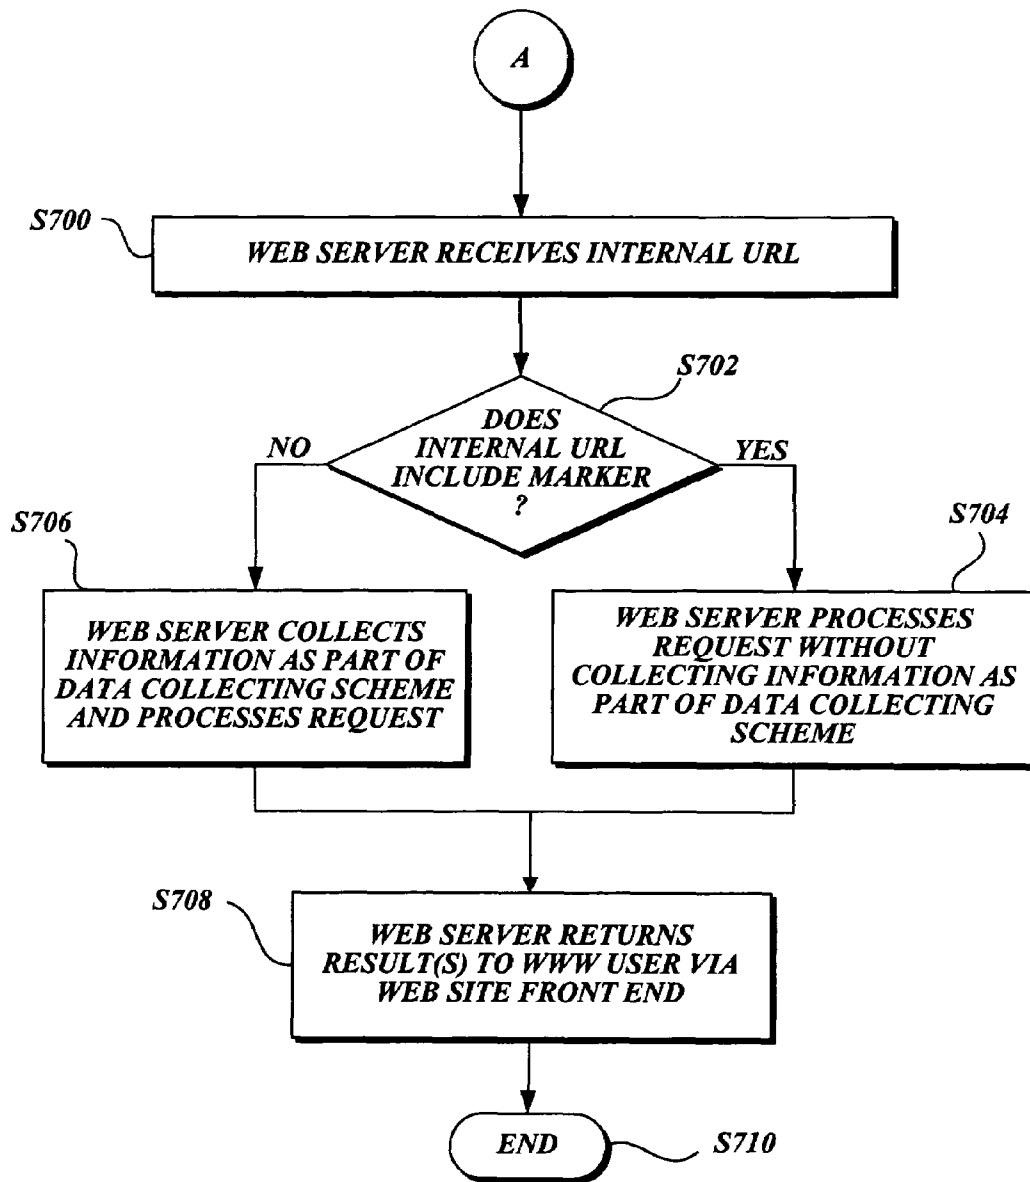 A
S700
WEB SERVER RECEIVES INTERNAL URL
S702
DOES
INTERNAL URL
INCLUDE MARKER
?
NO
YES
S706
S704
WEB SERVER COLLECTS
INFORMATION AS PART OF
DATA COLLECTING SCHEME
AND PROCESSES REQUEST
WEB SERVER PROCESSES
REQUEST WITHOUT
COLLECTING INFORMATION AS
PART OF DATA COLLECTING
SCHEME
S708
WEB SERVER RETURNS
RESULT(S) TO WWW USER VIA
WEB SITE FRONT END
END
S710